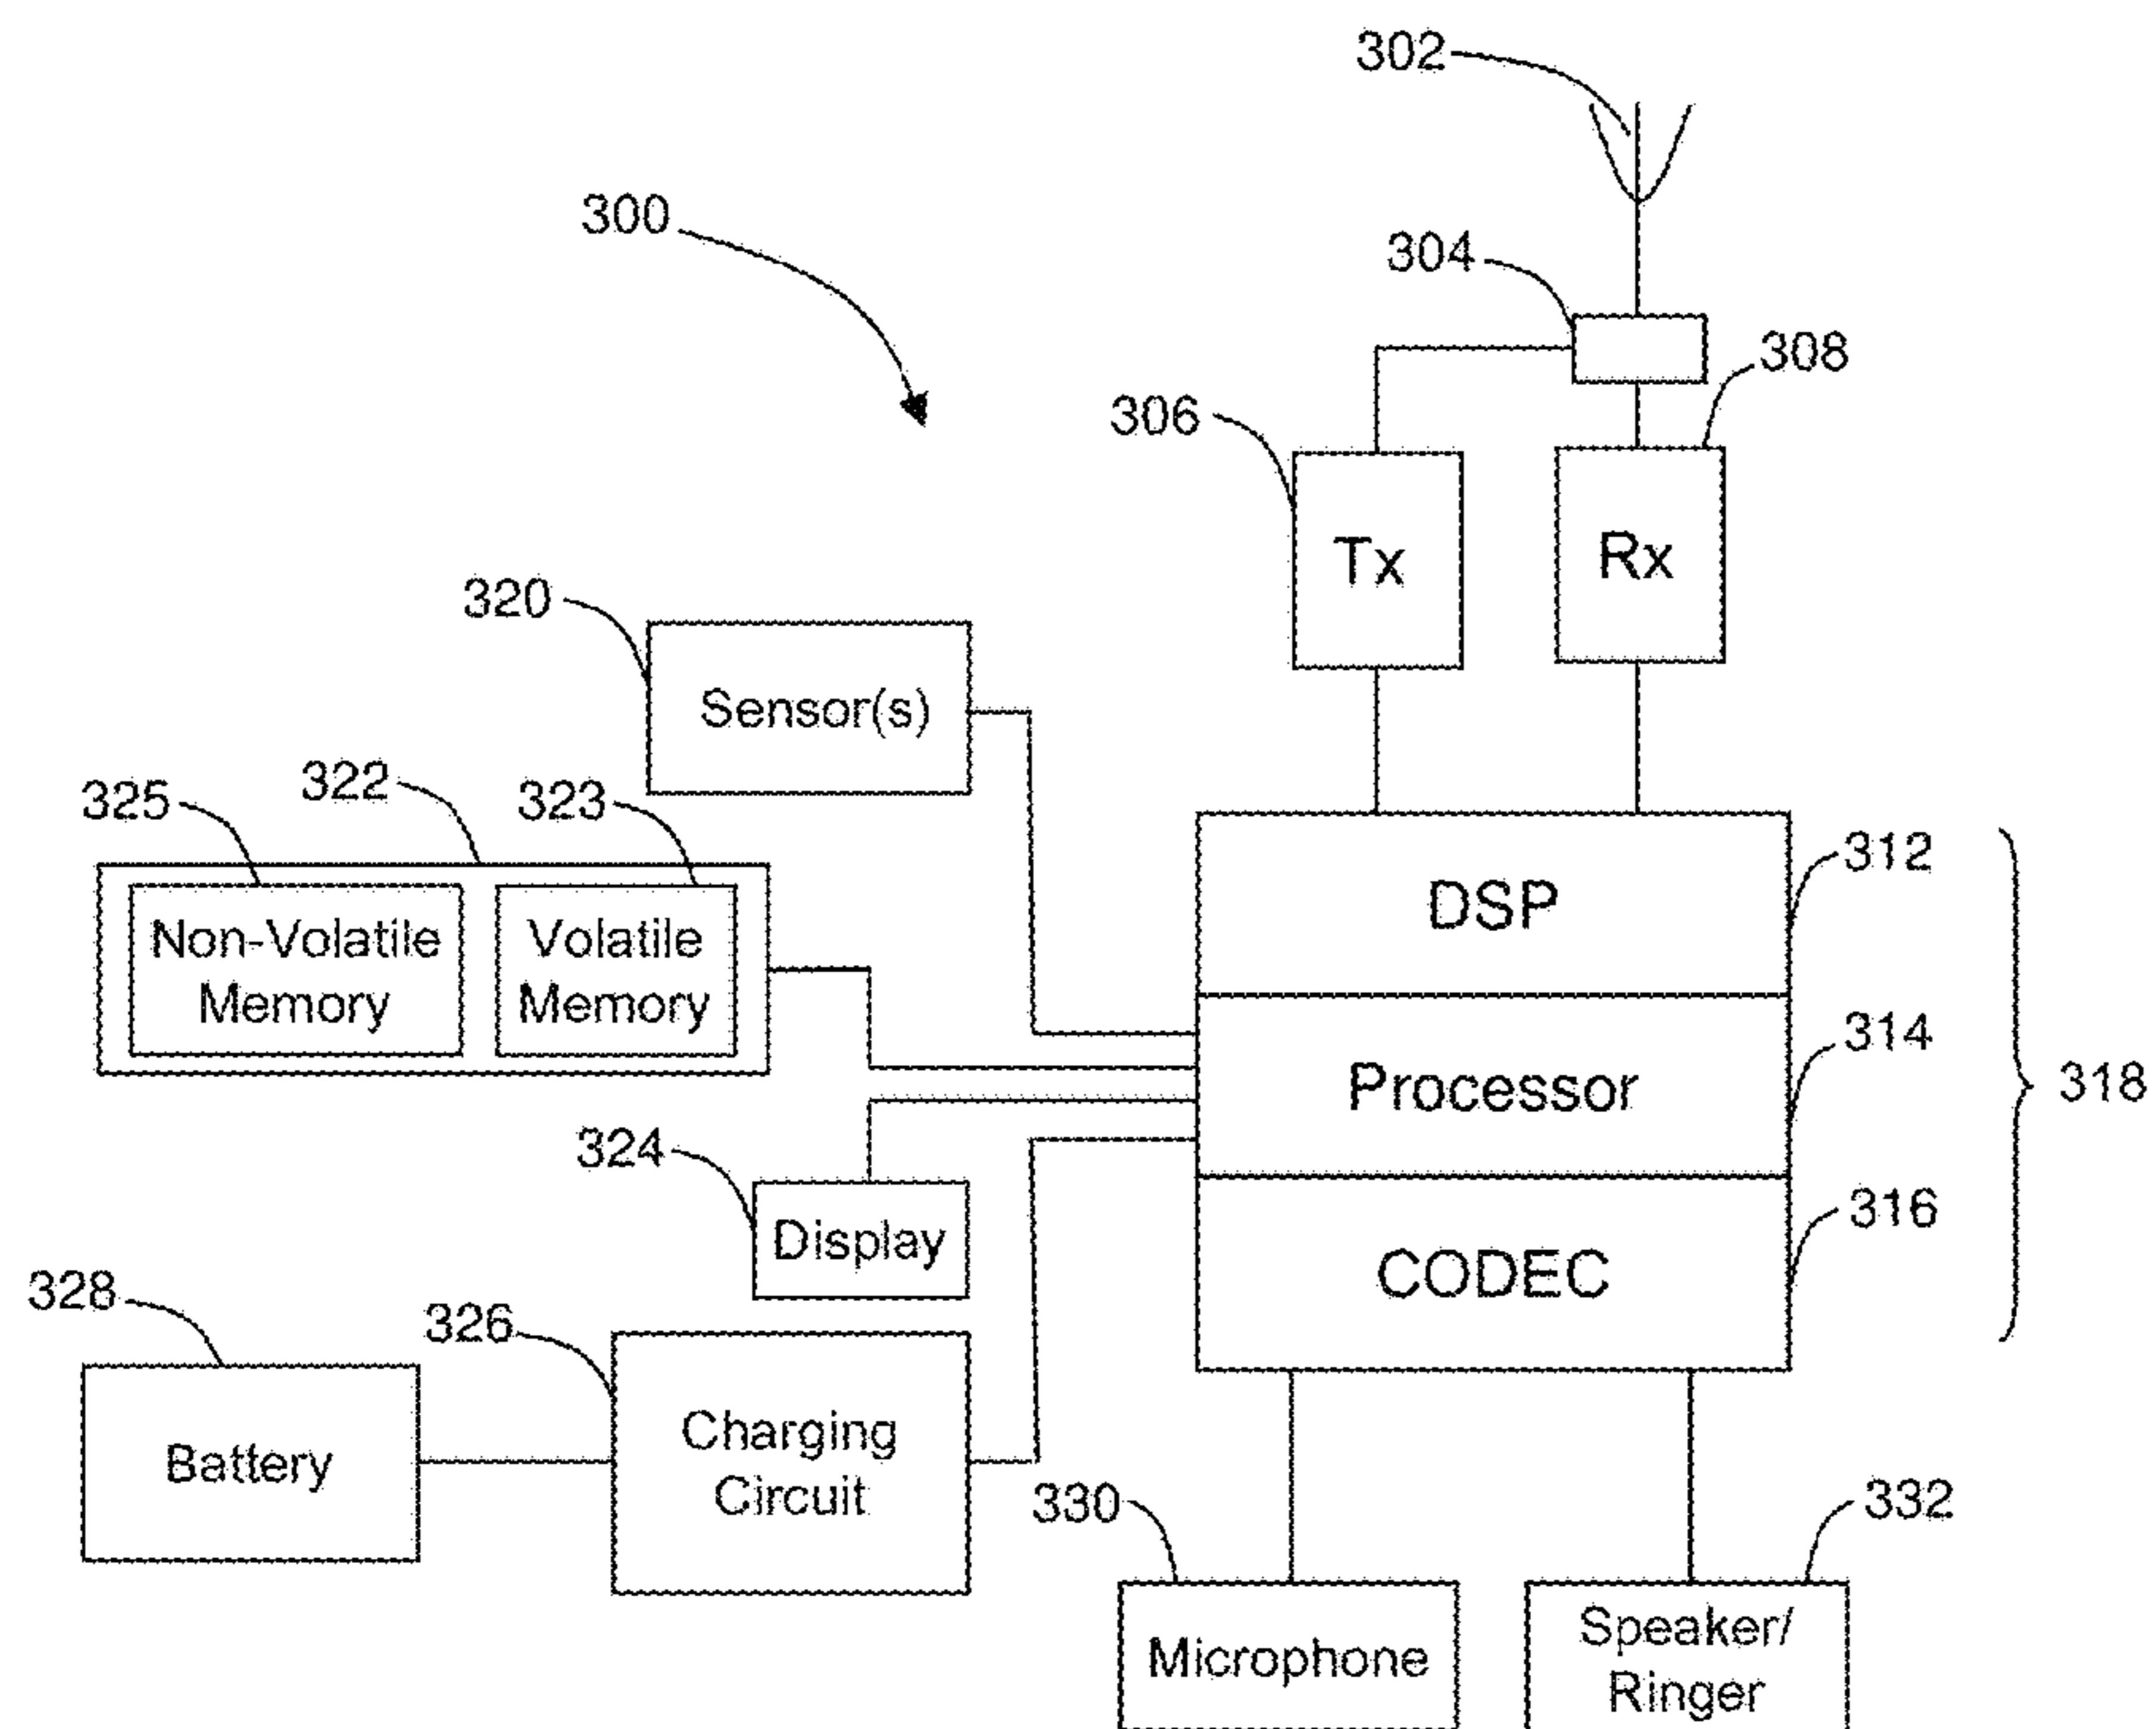 302
300
304
308
306
Tx
Rx
320
Sensor(s)
325
322
323
Non-Volatile
Memory
Volatile
Memory
312
DSP
314
Processor
318
324
Display
316
CODEC
328
326
Battery
Charging
Circuit
330
332
Microphone
Speaker/
Ringer